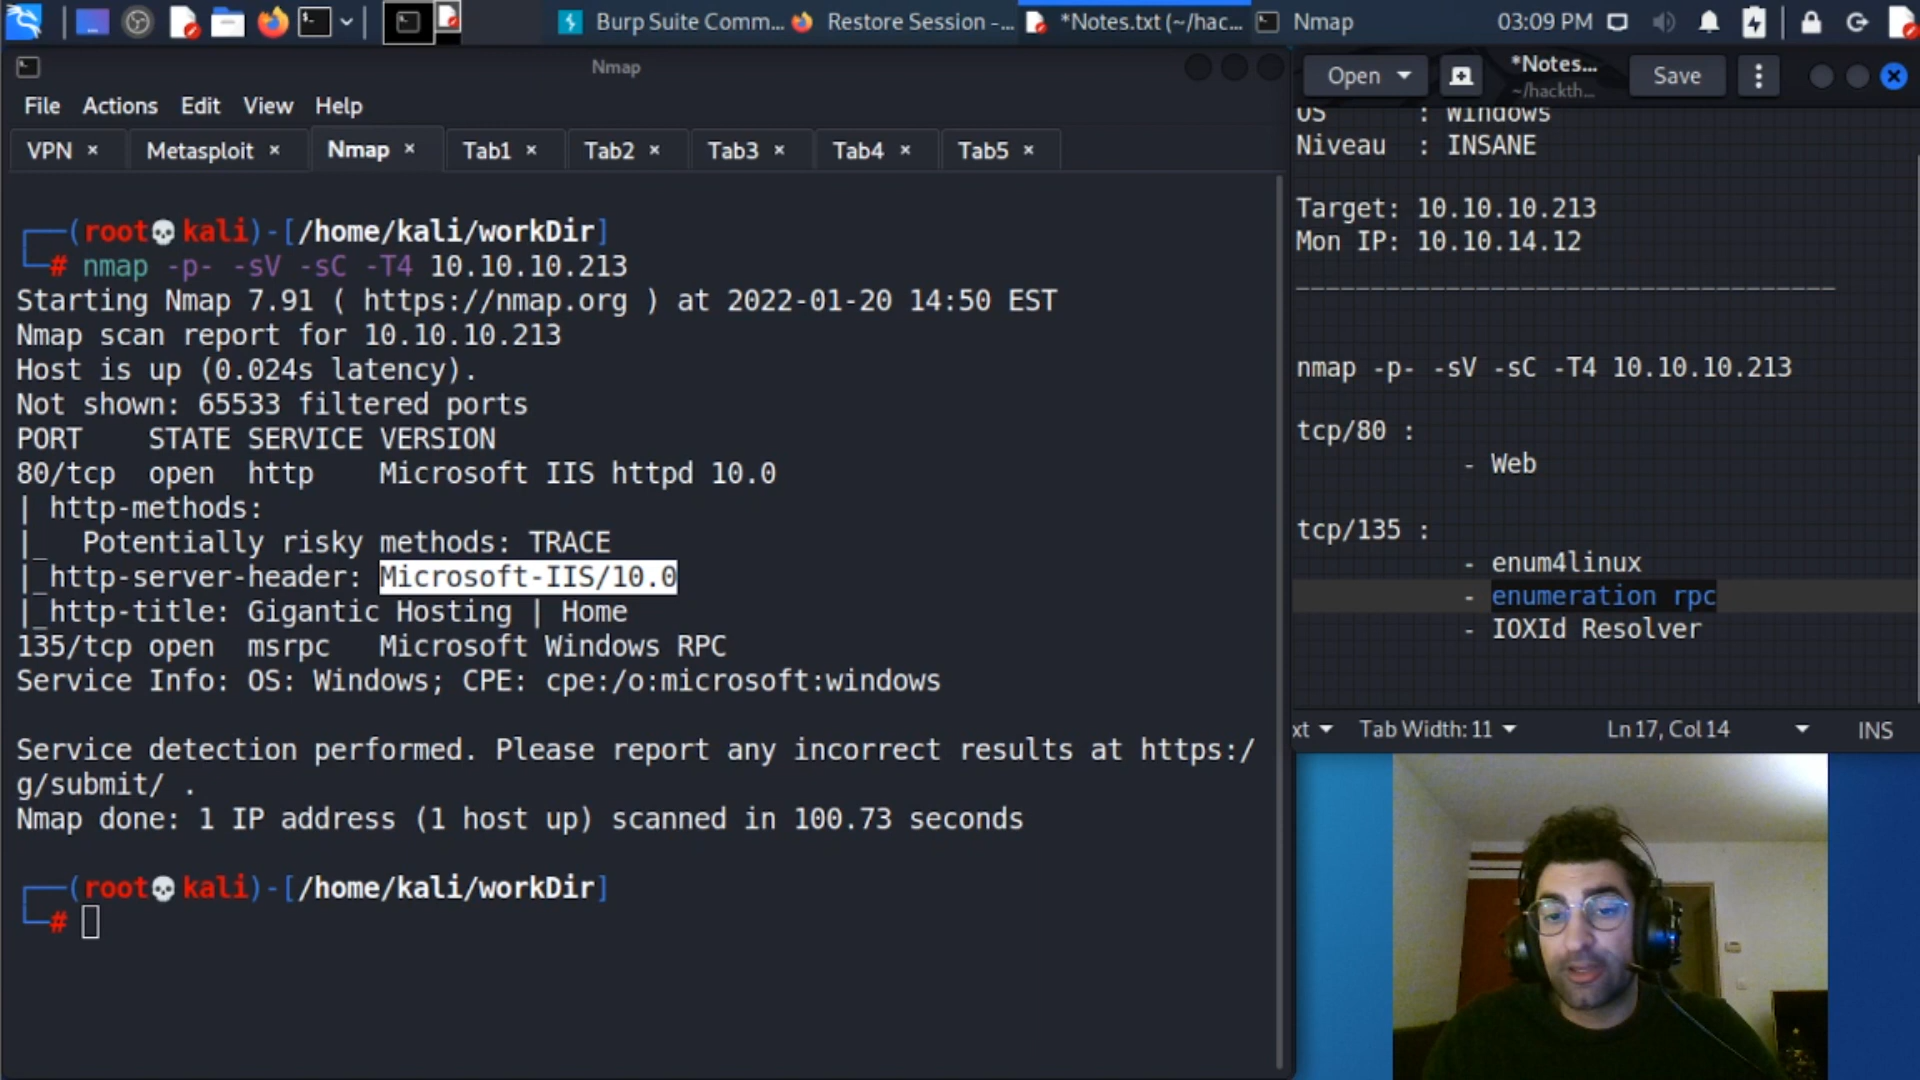 Burp Suite Comm...
Restore Session -...
*Notes.txt (~/hac...
Nmap
03:09 PM
Nmap
File Actions Edit View Help
VPN × Metasploit × Nmap × Tab1 × Tab2 × Tab3 × Tab4 × Tab5 ×
┌──(root💀kali)-[/home/kali/workDir]
└─# nmap -p- -sV -sC -T4 10.10.10.213
Starting Nmap 7.91 ( https://nmap.org ) at 2022-01-20 14:50 EST
Nmap scan report for 10.10.10.213
Host is up (0.024s latency).
Not shown: 65533 filtered ports
PORT    STATE SERVICE VERSION
80/tcp  open  http    Microsoft IIS httpd 10.0
| http-methods:
|_  Potentially risky methods: TRACE
|_http-server-header: Microsoft-IIS/10.0
|_http-title: Gigantic Hosting | Home
135/tcp open  msrpc   Microsoft Windows RPC
Service Info: OS: Windows; CPE: cpe:/o:microsoft:windows
Service detection performed. Please report any incorrect results at https:/
g/submit/ .
Nmap done: 1 IP address (1 host up) scanned in 100.73 seconds
┌──(root💀kali)-[/home/kali/workDir]
└─#
Open
*Notes...
~/hackth...
Save
OS : Windows
Niveau : INSANE
Target: 10.10.10.213
Mon IP: 10.10.14.12
____________________________________
nmap -p- -sV -sC -T4 10.10.10.213
tcp/80 :
- Web
tcp/135 :
- enum4linux
- enumeration rpc
- IOXId Resolver
xt Tab Width: 11 Ln 17, Col 14 INS